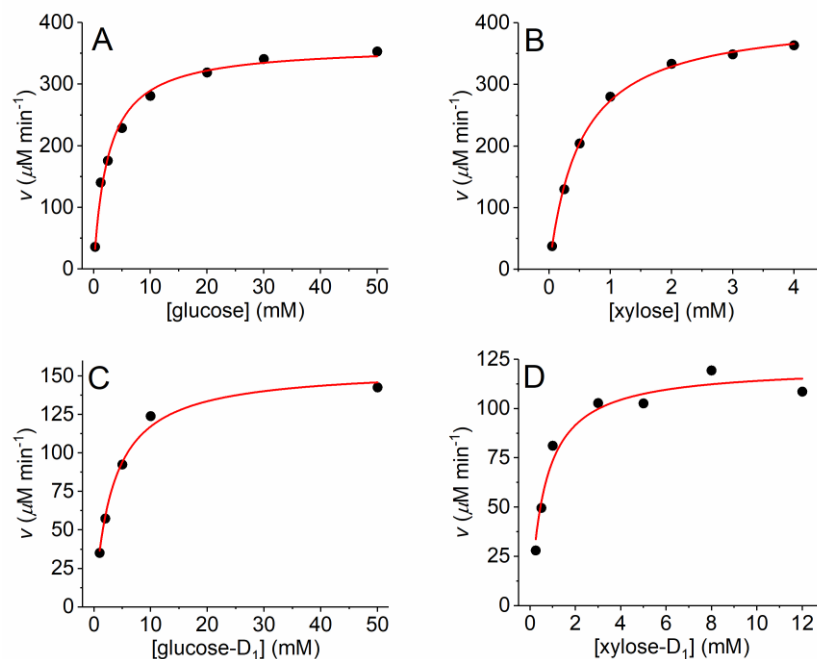 A
v (μM min⁻¹)
400
300
200
100
0
0 10 20 30 40 50
[glucose] (mM)
B
v (μM min⁻¹)
400
300
200
100
0
0 1 2 3 4
[xylose] (mM)
C
v (μM min⁻¹)
150
125
100
75
50
25
0
0 10 20 30 40 50
[glucose-D₁] (mM)
D
v (μM min⁻¹)
125
100
75
50
25
0
0 2 4 6 8 10 12
[xylose-D₁] (mM)